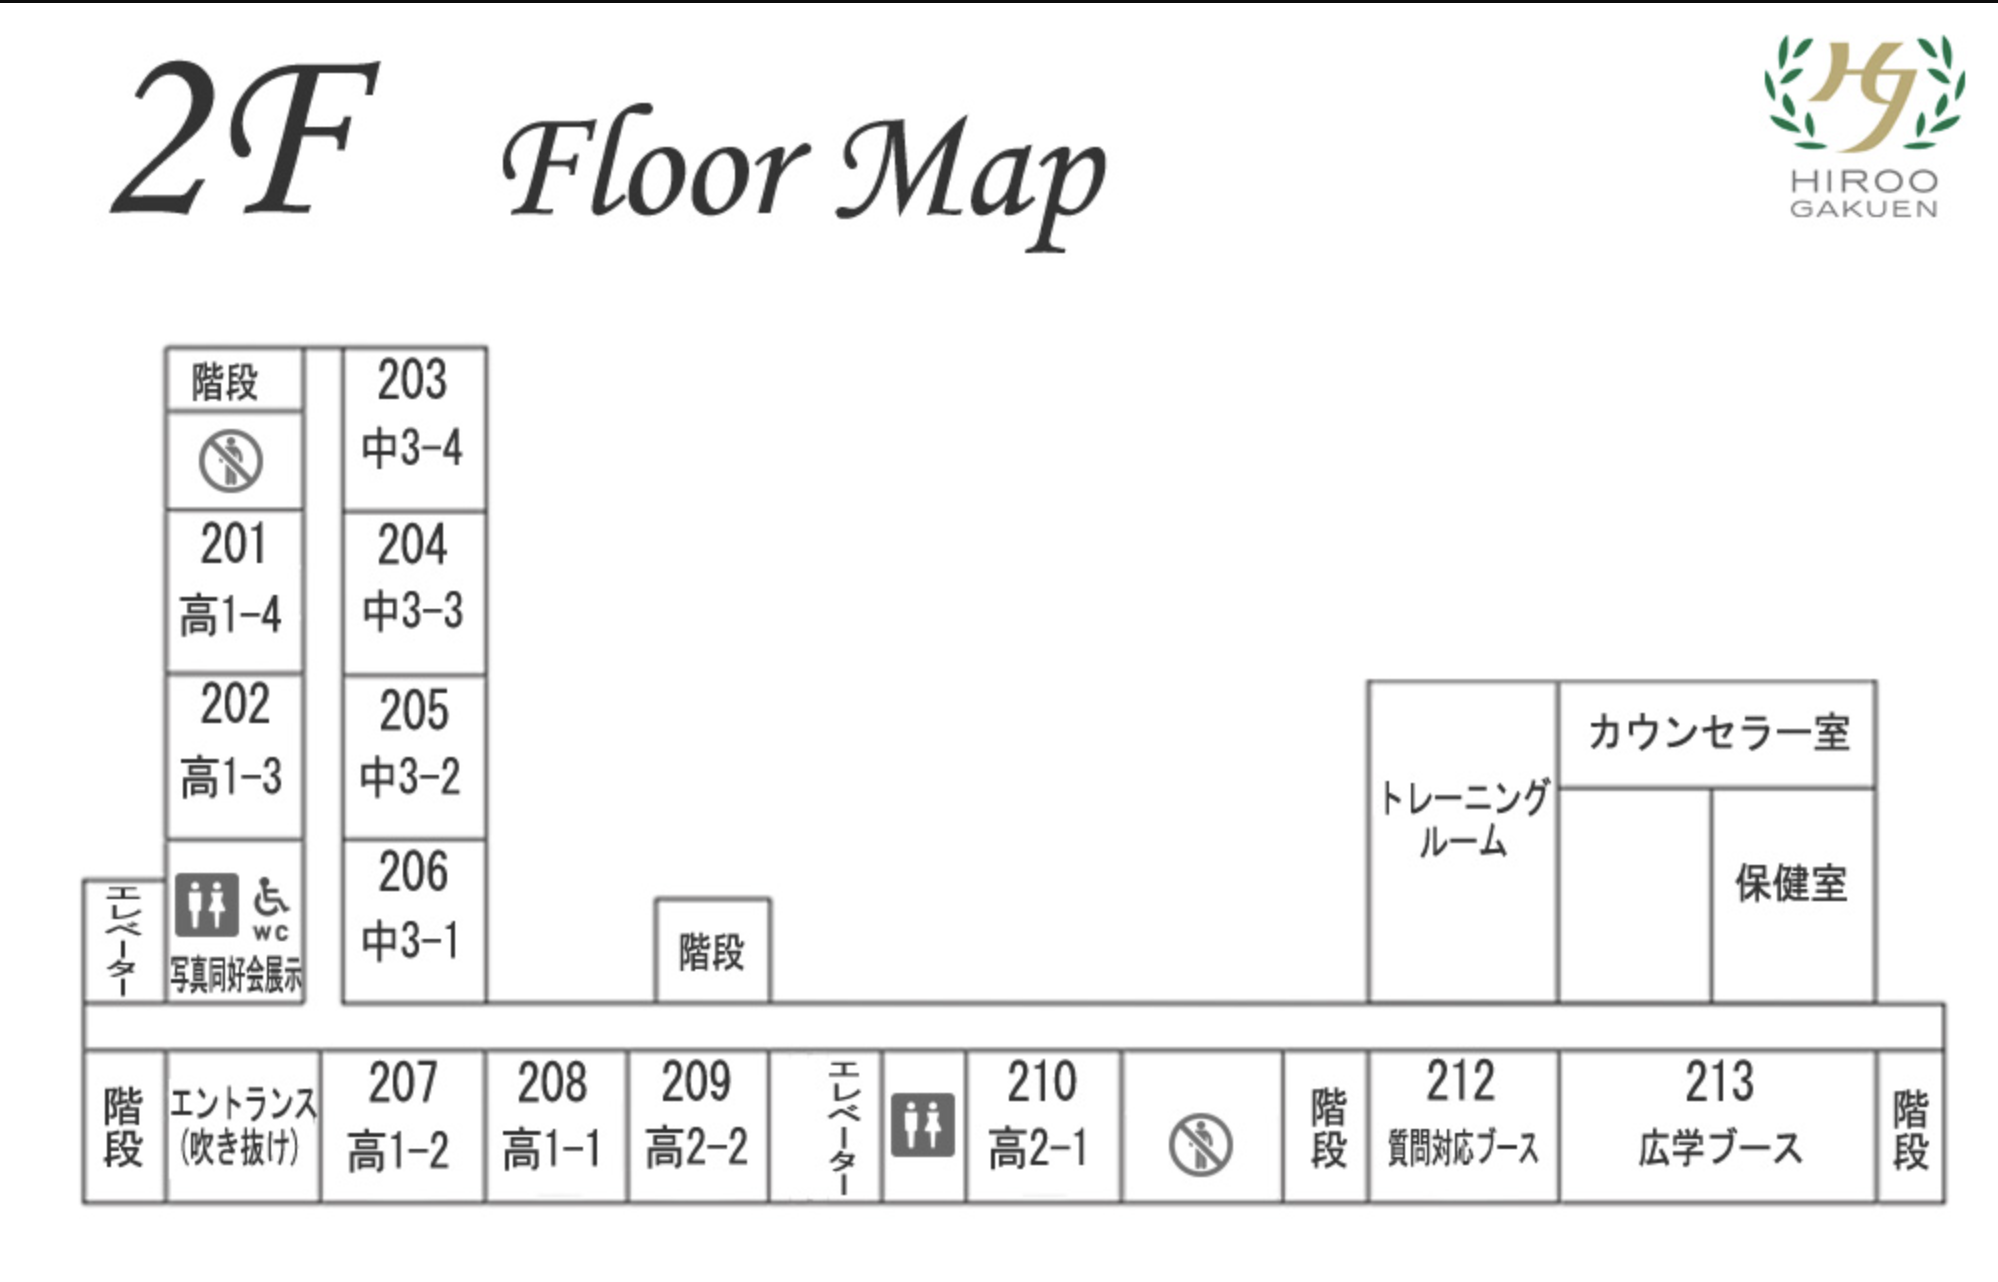 2F Floor Map
HIROO
GAKUEN
階段
203
中3-4
201
高1-4
204
中3-3
202
高1-3
205
中3-2
206
中3-1
エレベーター
WC
写真同好会展示
階段
トレーニング
ルーム
カウンセラー室
保健室
階段
エントランス
(吹き抜け)
207
高1-2
208
高1-1
209
高2-2
エレベーター
210
高2-1
階段
212
質問対応ブース
213
広学ブース
階段